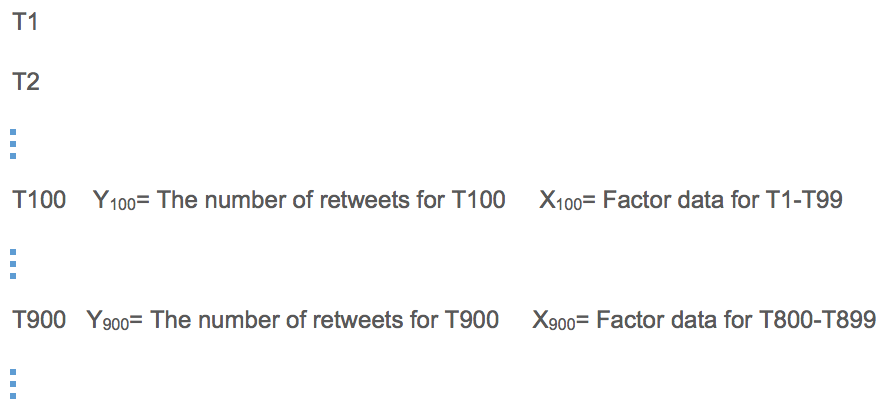 T1
T2
T100 Y100= The number of retweets for T100 X100= Factor data for T1-T99
T900 Y900= The number of retweets for T900 X900= Factor data for T800-T899